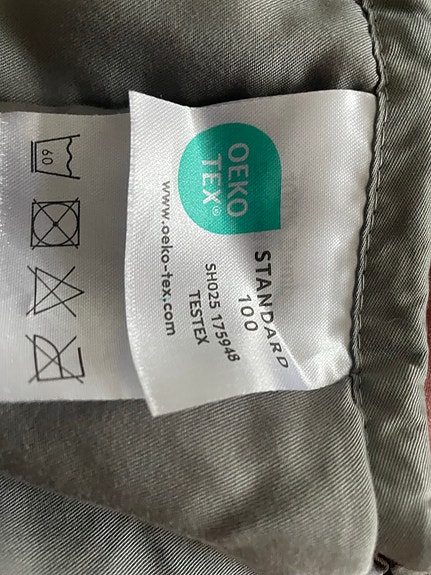 OEKO
TEX®
STANDARD
100
SH025 175948
TESTEX
www.oeko-tex.com
60